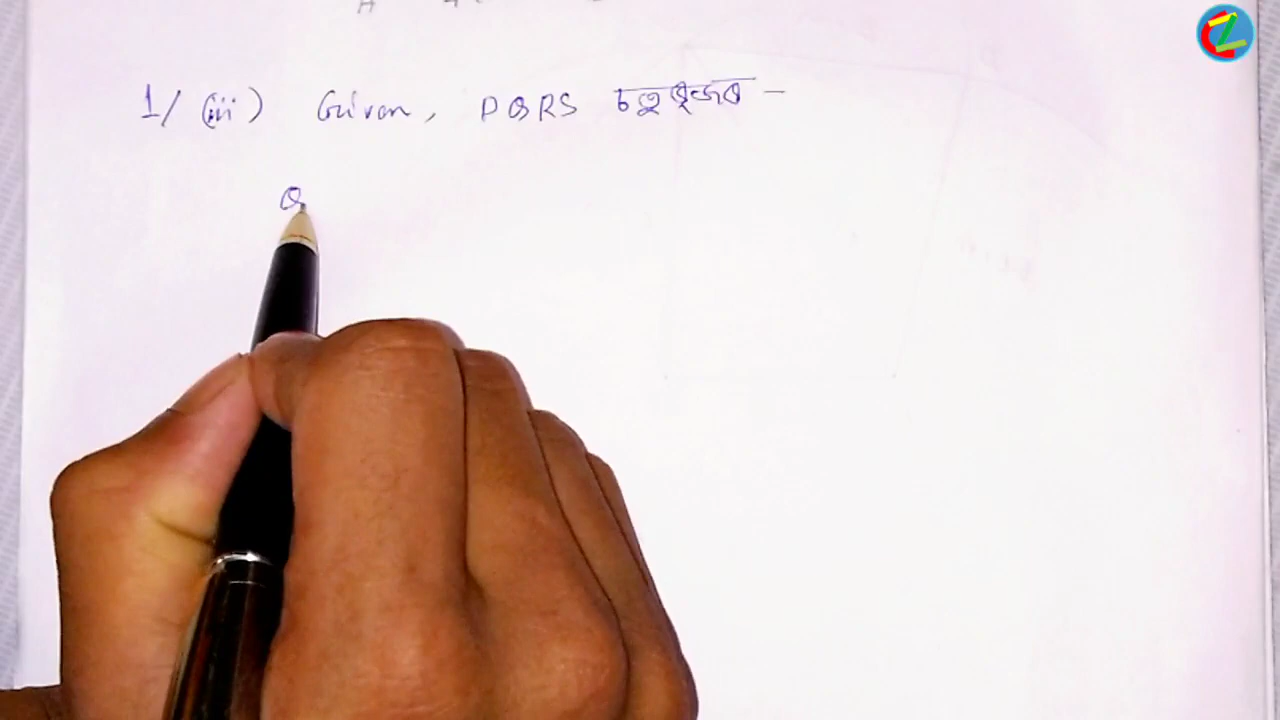 1/ (iii) Given, PQRS চতুর্ভুজের —
Q